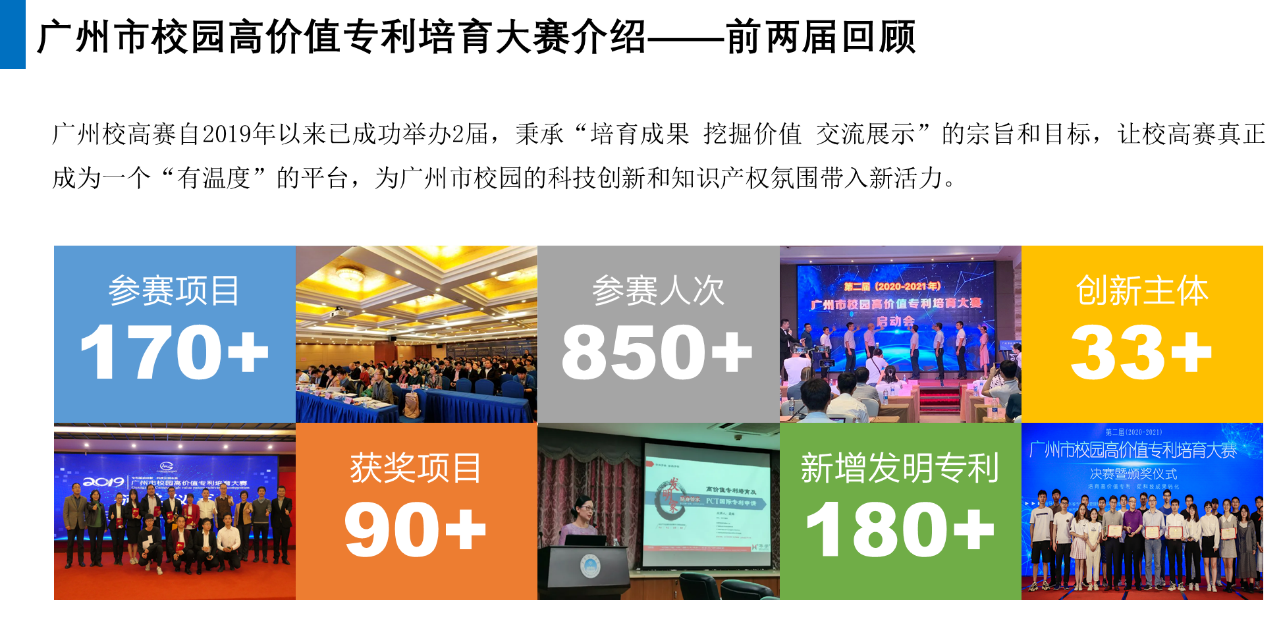 广州市校园高价值专利培育大赛介绍——前两届回顾
广州校高赛自2019年以来已成功举办2届，秉承“培育成果 挖掘价值 交流展示”的宗旨和目标，让校高赛真正
成为一个“有温度”的平台，为广州市校园的科技创新和知识产权氛围带入新活力。
参赛项目
170+
参赛人次
850+
第二届（2020-2021年）
广州市校园高价值专利培育大赛
启动会
创新主体
33+
2019
广州市校园高价值专利培育大赛
获奖项目
90+
高价值专利培育及
PCT国际专利申请
新增发明专利
180+
第二届(2020-2021)
广州市校园高价值专利培育大赛
决赛暨颁奖仪式